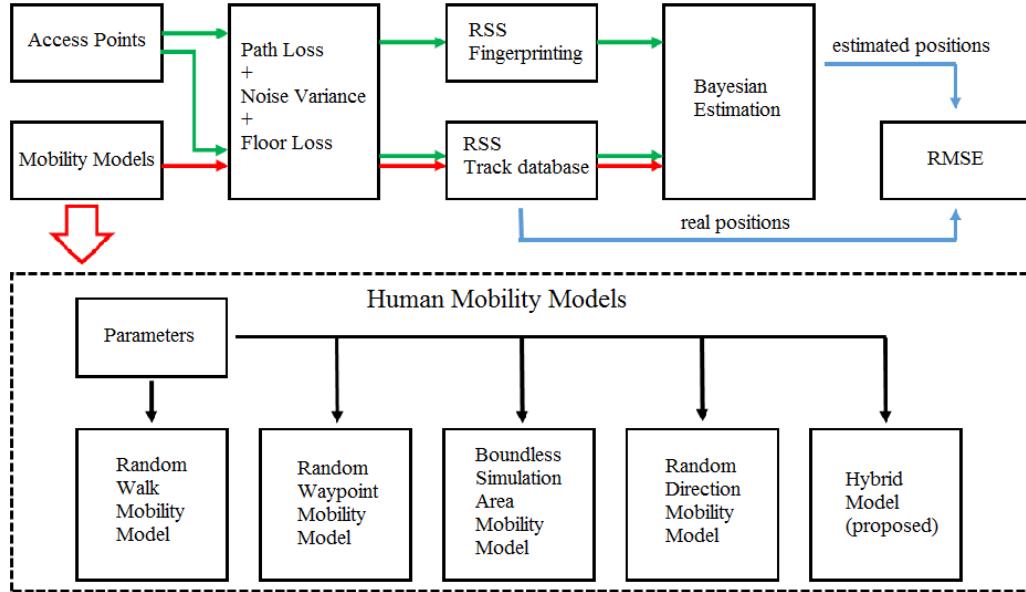 Access Points
Mobility Models
Path Loss
+
Noise Variance
+
Floor Loss
RSS
Fingerprinting
RSS
Track database
Bayesian
Estimation
estimated positions
RMSE
real positions
Human Mobility Models
Parameters
Random
Walk
Mobility
Model
Random
Waypoint
Mobility
Model
Boundless
Simulation
Area
Mobility
Model
Random
Direction
Mobility
Model
Hybrid
Model
(proposed)